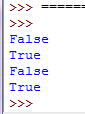 >>> =======
>>>
False
True
False
True
>>>